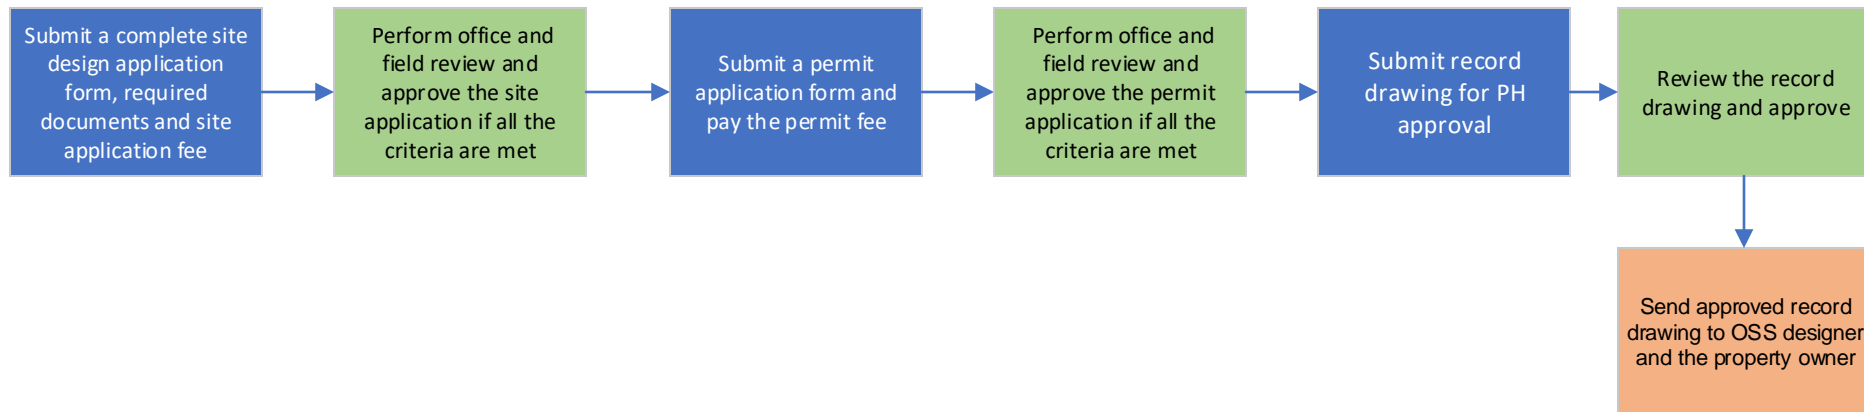 Submit a complete site
design application
form, required
documents and site
application fee
Perform office and
field review and
approve the site
application if all the
criteria are met
Submit a permit
application form and
pay the permit fee
Perform office and
field review and
approve the permit
application if all the
criteria are met
Submit record
drawing for PH
approval
Review the record
drawing and approve
Send approved record
drawing to OSS designer
and the property owner